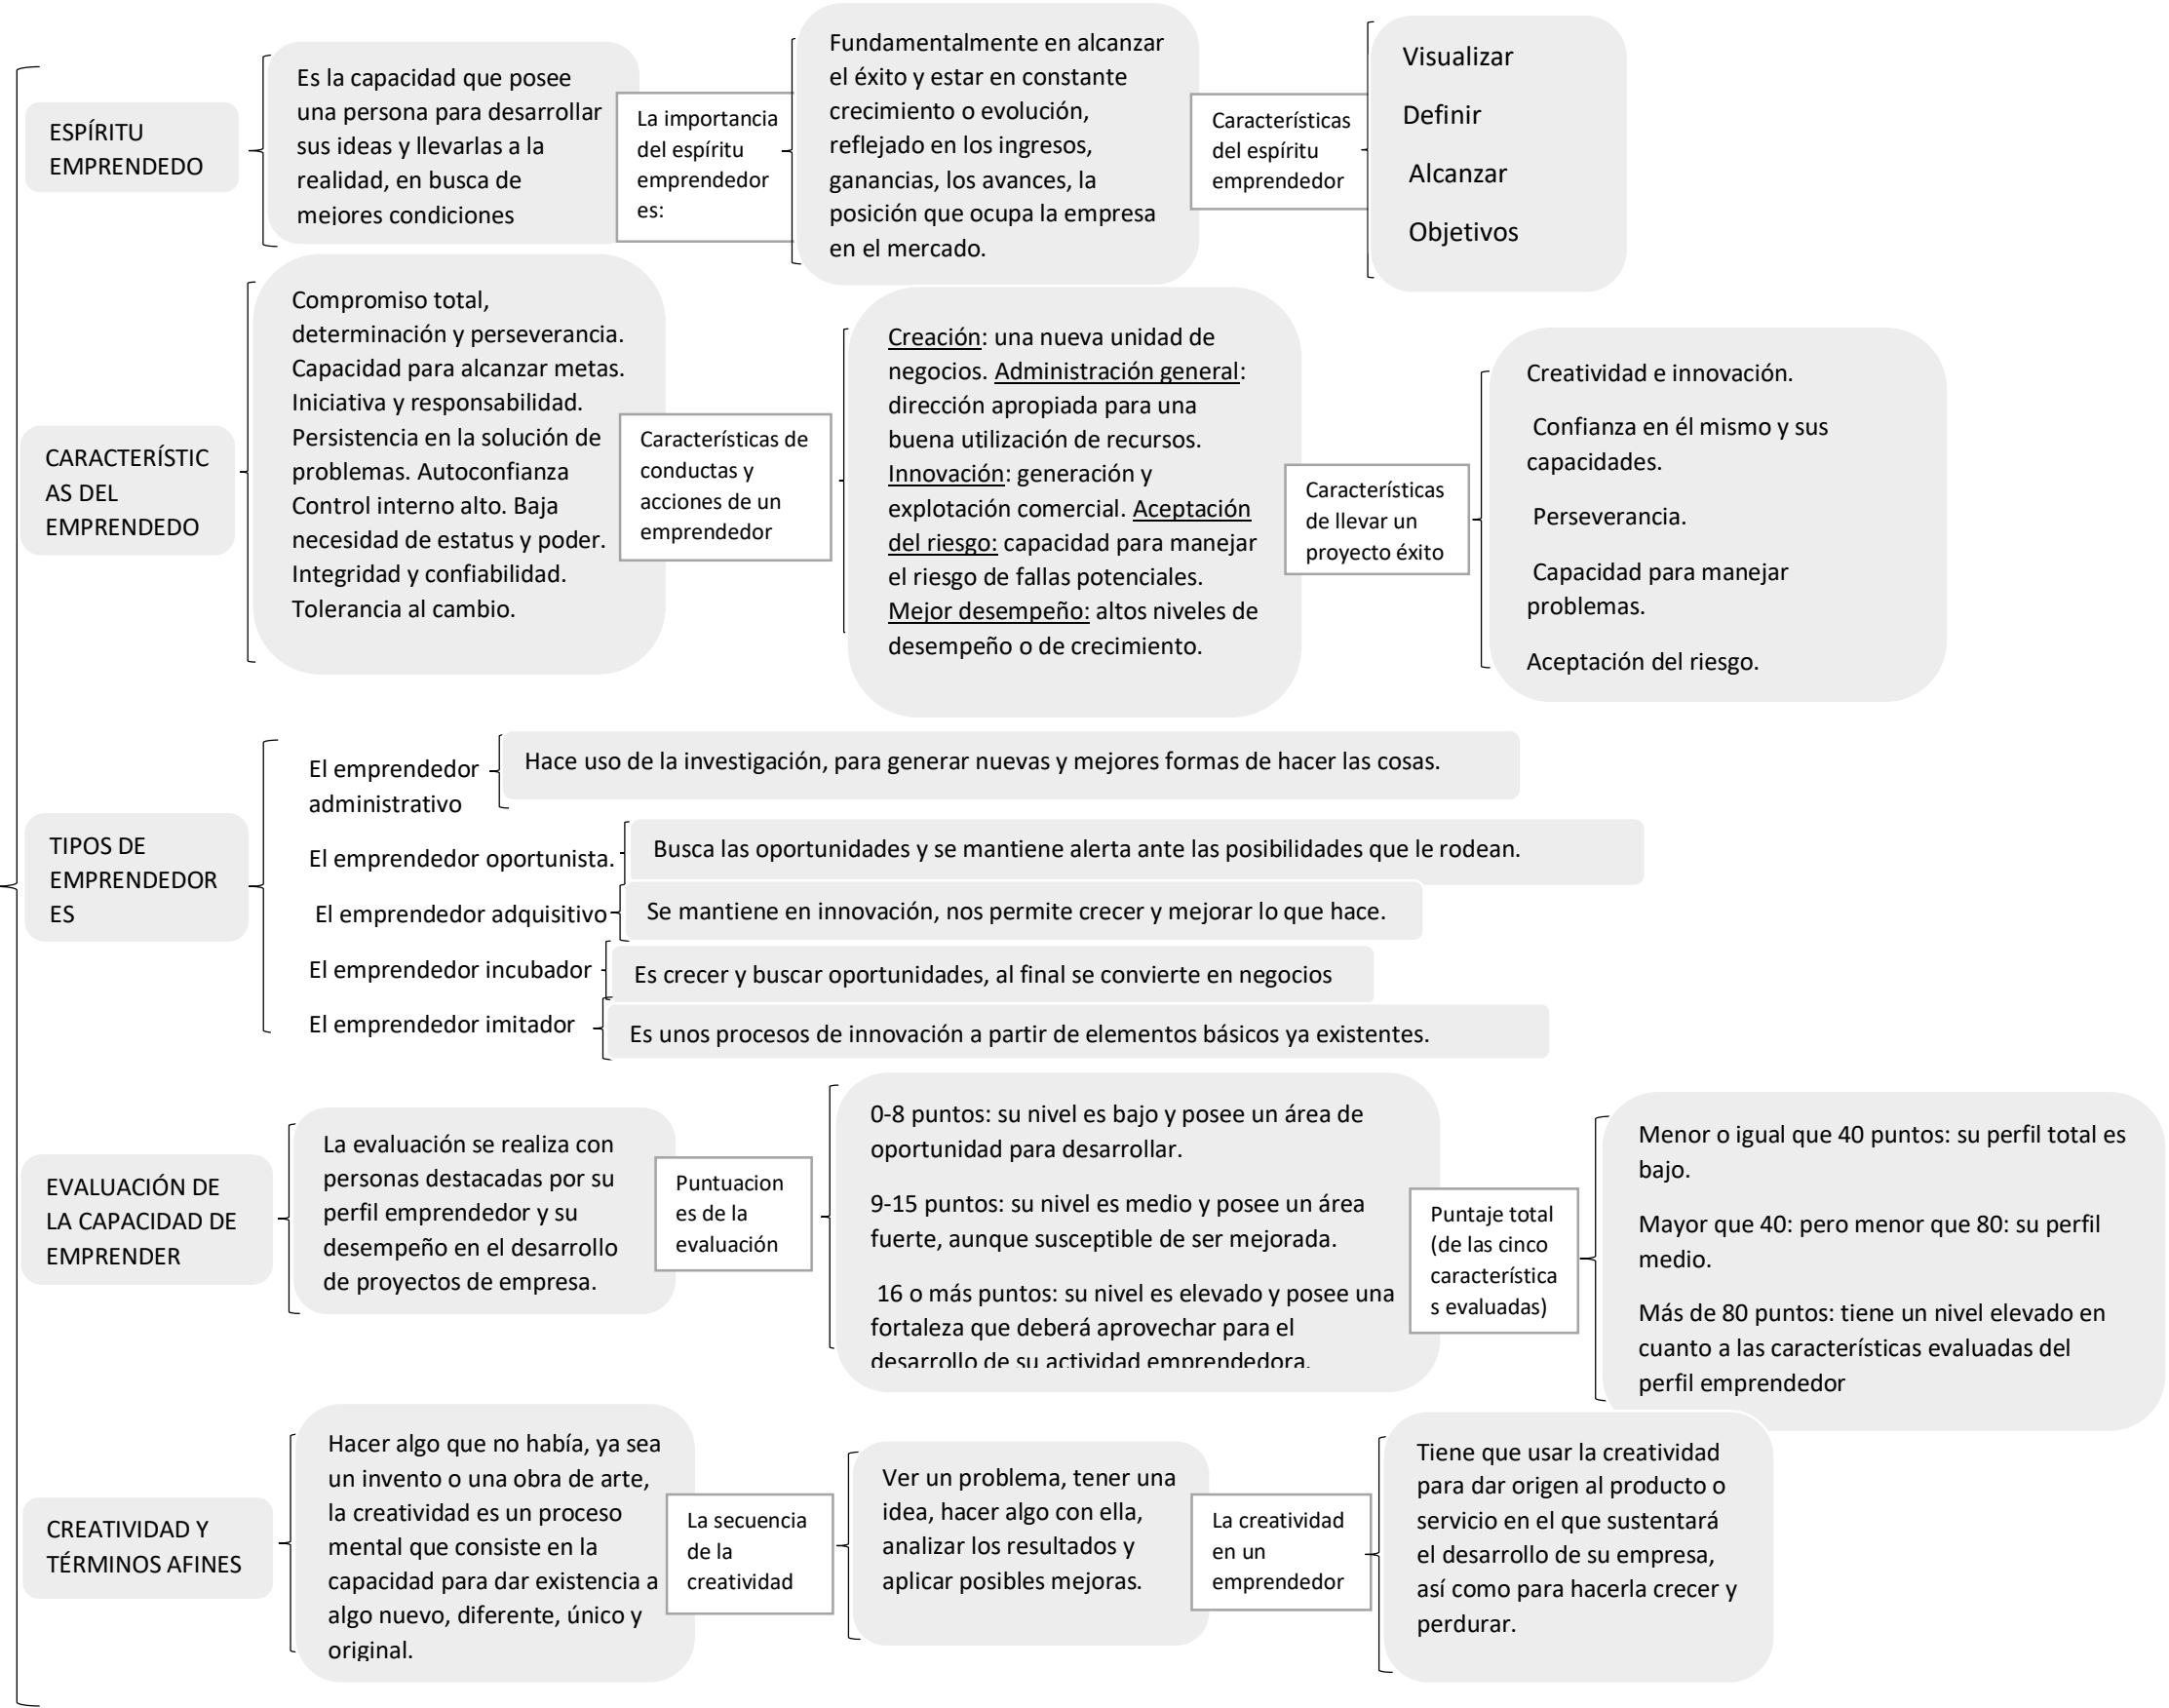 ESPÍRITU
EMPRENDEDO
Es la capacidad que posee
una persona para desarrollar
sus ideas y llevarlas a la
realidad, en busca de
mejores condiciones
La importancia
del espíritu
emprendedor
es:
Fundamentalmente en alcanzar
el éxito y estar en constante
crecimiento o evolución,
reflejado en los ingresos,
ganancias, los avances, la
posición que ocupa la empresa
en el mercado.
Características
del espíritu
emprendedor
Visualizar
Definir
Alcanzar
Objetivos
CARACTERÍSTIC
AS DEL
EMPRENDEDO
Compromiso total,
determinación y perseverancia.
Capacidad para alcanzar metas.
Iniciativa y responsabilidad.
Persistencia en la solución de
problemas. Autoconfianza
Control interno alto. Baja
necesidad de estatus y poder.
Integridad y confiabilidad.
Tolerancia al cambio.
Características de
conductas y
acciones de un
emprendedor
Creación: una nueva unidad de
negocios. Administración general:
dirección apropiada para una
buena utilización de recursos.
Innovación: generación y
explotación comercial. Aceptación
del riesgo: capacidad para manejar
el riesgo de fallas potenciales.
Mejor desempeño: altos niveles de
desempeño o de crecimiento.
Características
de llevar un
proyecto éxito
Creatividad e innovación.
Confianza en él mismo y sus
capacidades.
Perseverancia.
Capacidad para manejar
problemas.
Aceptación del riesgo.
TIPOS DE
EMPRENDEDOR
ES
El emprendedor
administrativo
Hace uso de la investigación, para generar nuevas y mejores formas de hacer las cosas.
El emprendedor oportunista.
Busca las oportunidades y se mantiene alerta ante las posibilidades que le rodean.
El emprendedor adquisitivo
Se mantiene en innovación, nos permite crecer y mejorar lo que hace.
El emprendedor incubador
Es crecer y buscar oportunidades, al final se convierte en negocios
El emprendedor imitador
Es unos procesos de innovación a partir de elementos básicos ya existentes.
EVALUACIÓN DE
LA CAPACIDAD DE
EMPRENDER
La evaluación se realiza con
personas destacadas por su
perfil emprendedor y su
desempeño en el desarrollo
de proyectos de empresa.
Puntuacion
es de la
evaluación
0-8 puntos: su nivel es bajo y posee un área de
oportunidad para desarrollar.
9-15 puntos: su nivel es medio y posee un área
fuerte, aunque susceptible de ser mejorada.
16 o más puntos: su nivel es elevado y posee una
fortaleza que deberá aprovechar para el
desarrollo de su actividad emprendedora.
Puntaje total
(de las cinco
característica
s evaluadas)
Menor o igual que 40 puntos: su perfil total es
bajo.
Mayor que 40: pero menor que 80: su perfil
medio.
Más de 80 puntos: tiene un nivel elevado en
cuanto a las características evaluadas del
perfil emprendedor
CREATIVIDAD Y
TÉRMINOS AFINES
Hacer algo que no había, ya sea
un invento o una obra de arte,
la creatividad es un proceso
mental que consiste en la
capacidad para dar existencia a
algo nuevo, diferente, único y
original.
La secuencia
de la
creatividad
Ver un problema, tener una
idea, hacer algo con ella,
analizar los resultados y
aplicar posibles mejoras.
La creatividad
en un
emprendedor
Tiene que usar la creatividad
para dar origen al producto o
servicio en el que sustentará
el desarrollo de su empresa,
así como para hacerla crecer y
perdurar.